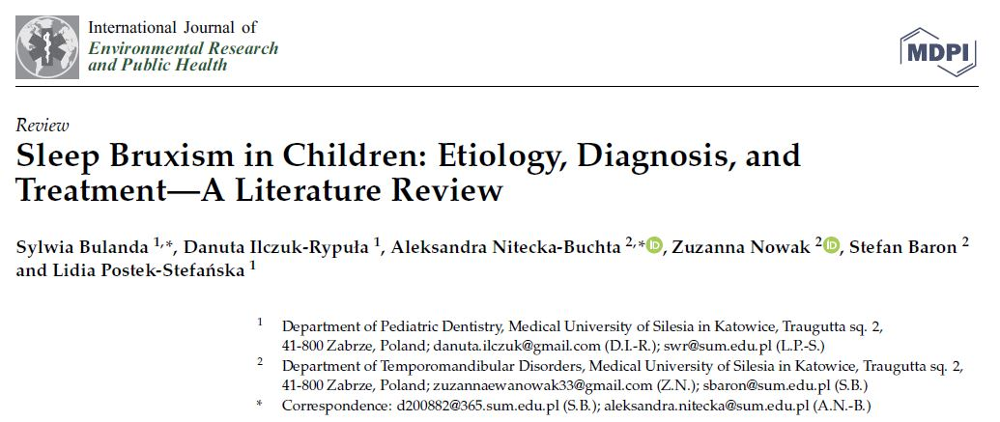 International Journal of
Environmental Research
and Public Health
MDPI
Review
Sleep Bruxism in Children: Etiology, Diagnosis, and
Treatment—A Literature Review
Sylwia Bulanda 1,*, Danuta Ilczuk-Rypuła 1, Aleksandra Nitecka-Buchta 2,* iD, Zuzanna Nowak 2 iD, Stefan Baron 2
and Lidia Postek-Stefańska 1
1 Department of Pediatric Dentistry, Medical University of Silesia in Katowice, Traugutta sq. 2,
41-800 Zabrze, Poland; danuta.ilczuk@gmail.com (D.I.-R.); swr@sum.edu.pl (L.P.-S.)
2 Department of Temporomandibular Disorders, Medical University of Silesia in Katowice, Traugutta sq. 2,
41-800 Zabrze, Poland; zuzannaewanowak33@gmail.com (Z.N.); sbaron@sum.edu.pl (S.B.)
* Correspondence: d200882@365.sum.edu.pl (S.B.); aleksandra.nitecka@sum.edu.pl (A.N.-B.)